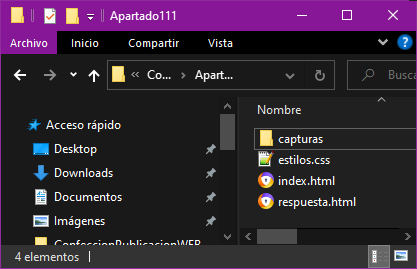 Apartado111
Archivo Inicio Compartir Vista
Co... Apart...
Nombre
Acceso rápido
Desktop
Downloads
Documentos
Imágenes
ConfeccionPublicacionWEB
capturas
estilos.css
index.html
respuesta.html
4 elementos